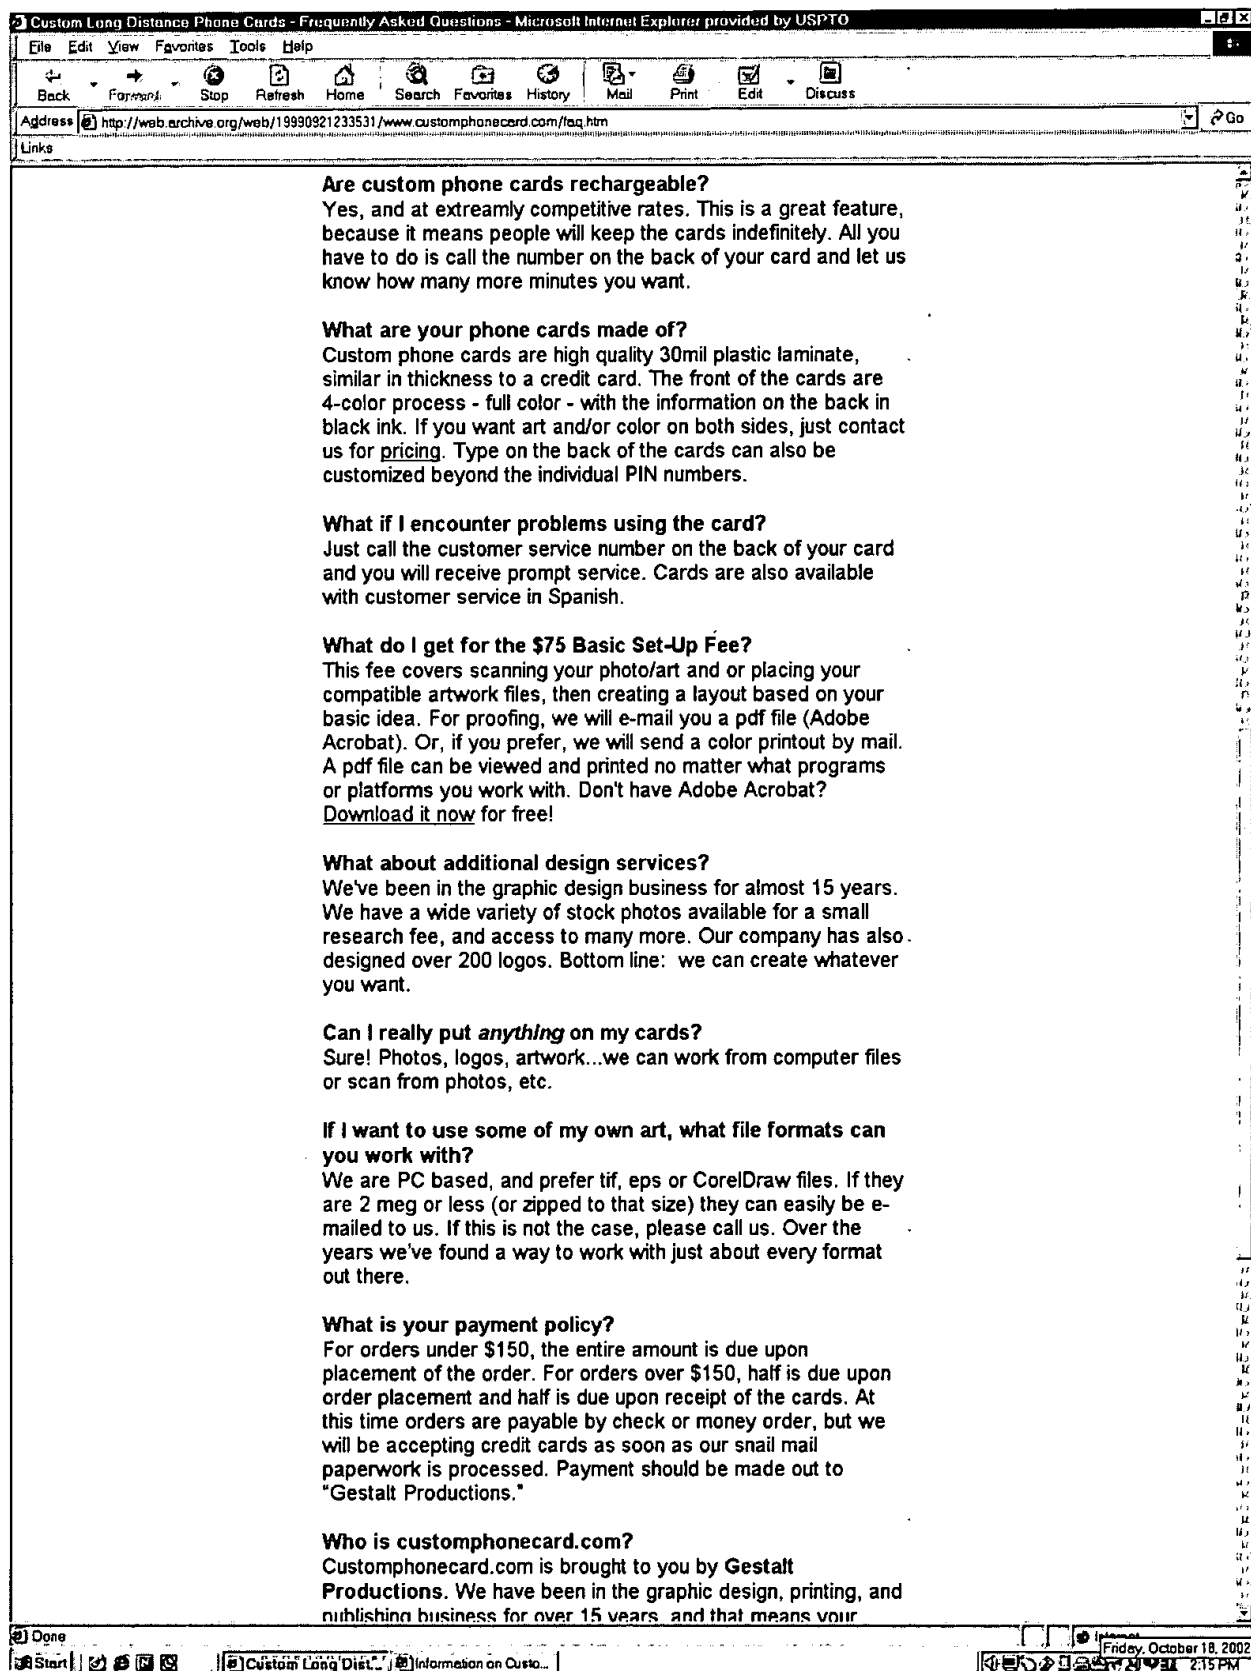 Custom Long Distance Phone Cards - Frequently Asked Questions - Microsoft Internet Explorer provided by USPTO
File Edit View Favorites Tools Help
Back Forward Stop Refresh Home Search Favorites History Mail Print Edit Discuss
Address http://web.archive.org/web/19990921233531/www.customphonecard.com/faq.htm Go
Links
Are custom phone cards rechargeable?
Yes, and at extreamly competitive rates. This is a great feature,
because it means people will keep the cards indefinitely. All you
have to do is call the number on the back of your card and let us
know how many more minutes you want.
What are your phone cards made of?
Custom phone cards are high quality 30mil plastic laminate,
similar in thickness to a credit card. The front of the cards are
4-color process - full color - with the information on the back in
black ink. If you want art and/or color on both sides, just contact
us for pricing. Type on the back of the cards can also be
customized beyond the individual PIN numbers.
What if I encounter problems using the card?
Just call the customer service number on the back of your card
and you will receive prompt service. Cards are also available
with customer service in Spanish.
What do I get for the $75 Basic Set-Up Fee?
This fee covers scanning your photo/art and or placing your
compatible artwork files, then creating a layout based on your
basic idea. For proofing, we will e-mail you a pdf file (Adobe
Acrobat). Or, if you prefer, we will send a color printout by mail.
A pdf file can be viewed and printed no matter what programs
or platforms you work with. Don't have Adobe Acrobat?
Download it now for free!
What about additional design services?
We've been in the graphic design business for almost 15 years.
We have a wide variety of stock photos available for a small
research fee, and access to many more. Our company has also
designed over 200 logos. Bottom line: we can create whatever
you want.
Can I really put anything on my cards?
Sure! Photos, logos, artwork...we can work from computer files
or scan from photos, etc.
If I want to use some of my own art, what file formats can
you work with?
We are PC based, and prefer tif, eps or CorelDraw files. If they
are 2 meg or less (or zipped to that size) they can easily be e-
mailed to us. If this is not the case, please call us. Over the
years we've found a way to work with just about every format
out there.
What is your payment policy?
For orders under $150, the entire amount is due upon
placement of the order. For orders over $150, half is due upon
order placement and half is due upon receipt of the cards. At
this time orders are payable by check or money order, but we
will be accepting credit cards as soon as our snail mail
paperwork is processed. Payment should be made out to
"Gestalt Productions."
Who is customphonecard.com?
Customphonecard.com is brought to you by Gestalt
Productions. We have been in the graphic design, printing, and
publishing business for over 15 years, and that means your
Done
Friday, October 18, 2002
Start Custom Long Dist... Information on Custo... 2:15 PM